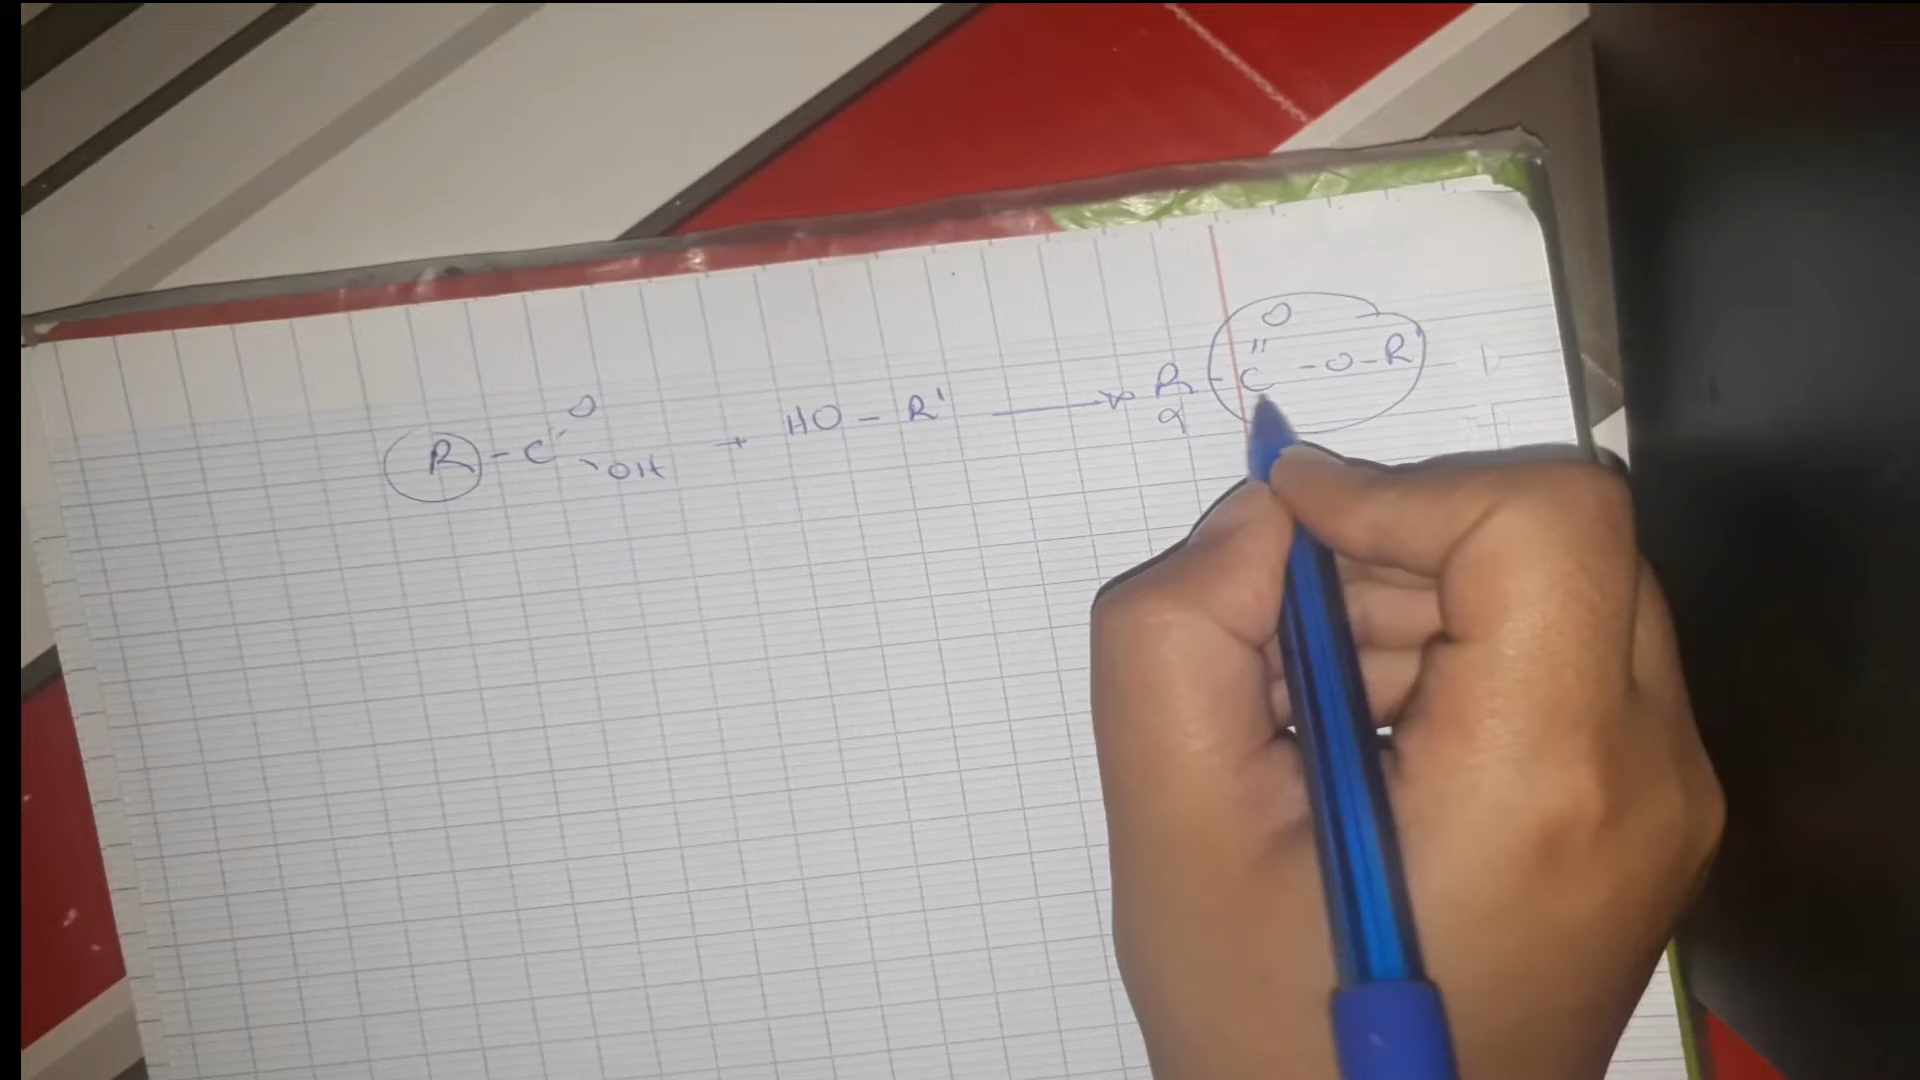 O
"
R - C - O - R'
O
R - C + HO - R' → α
OH